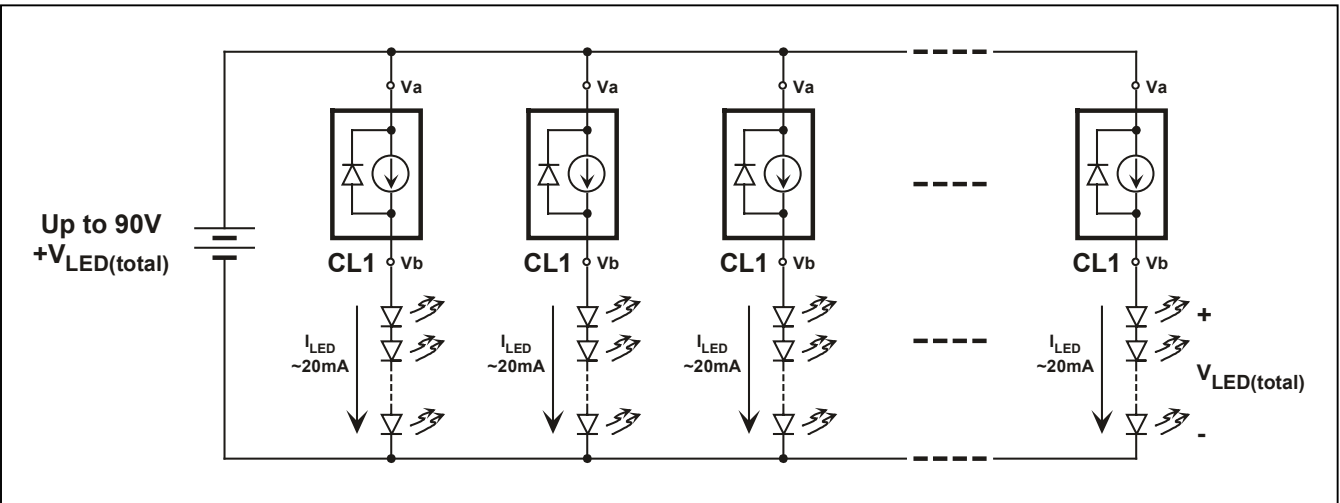 Va
Va
Va
Va
Up to 90V
+VLED(total)
CL1 Vb
CL1 Vb
CL1 Vb
CL1 Vb
ILED
~20mA
ILED
~20mA
ILED
~20mA
ILED
~20mA
+
VLED(total)
-